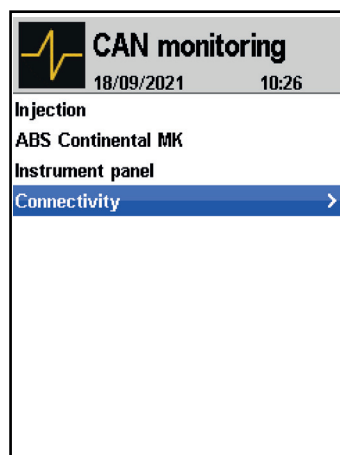 CAN monitoring
18/09/2021 10:26
Injection
ABS Continental MK
Instrument panel
Connectivity >